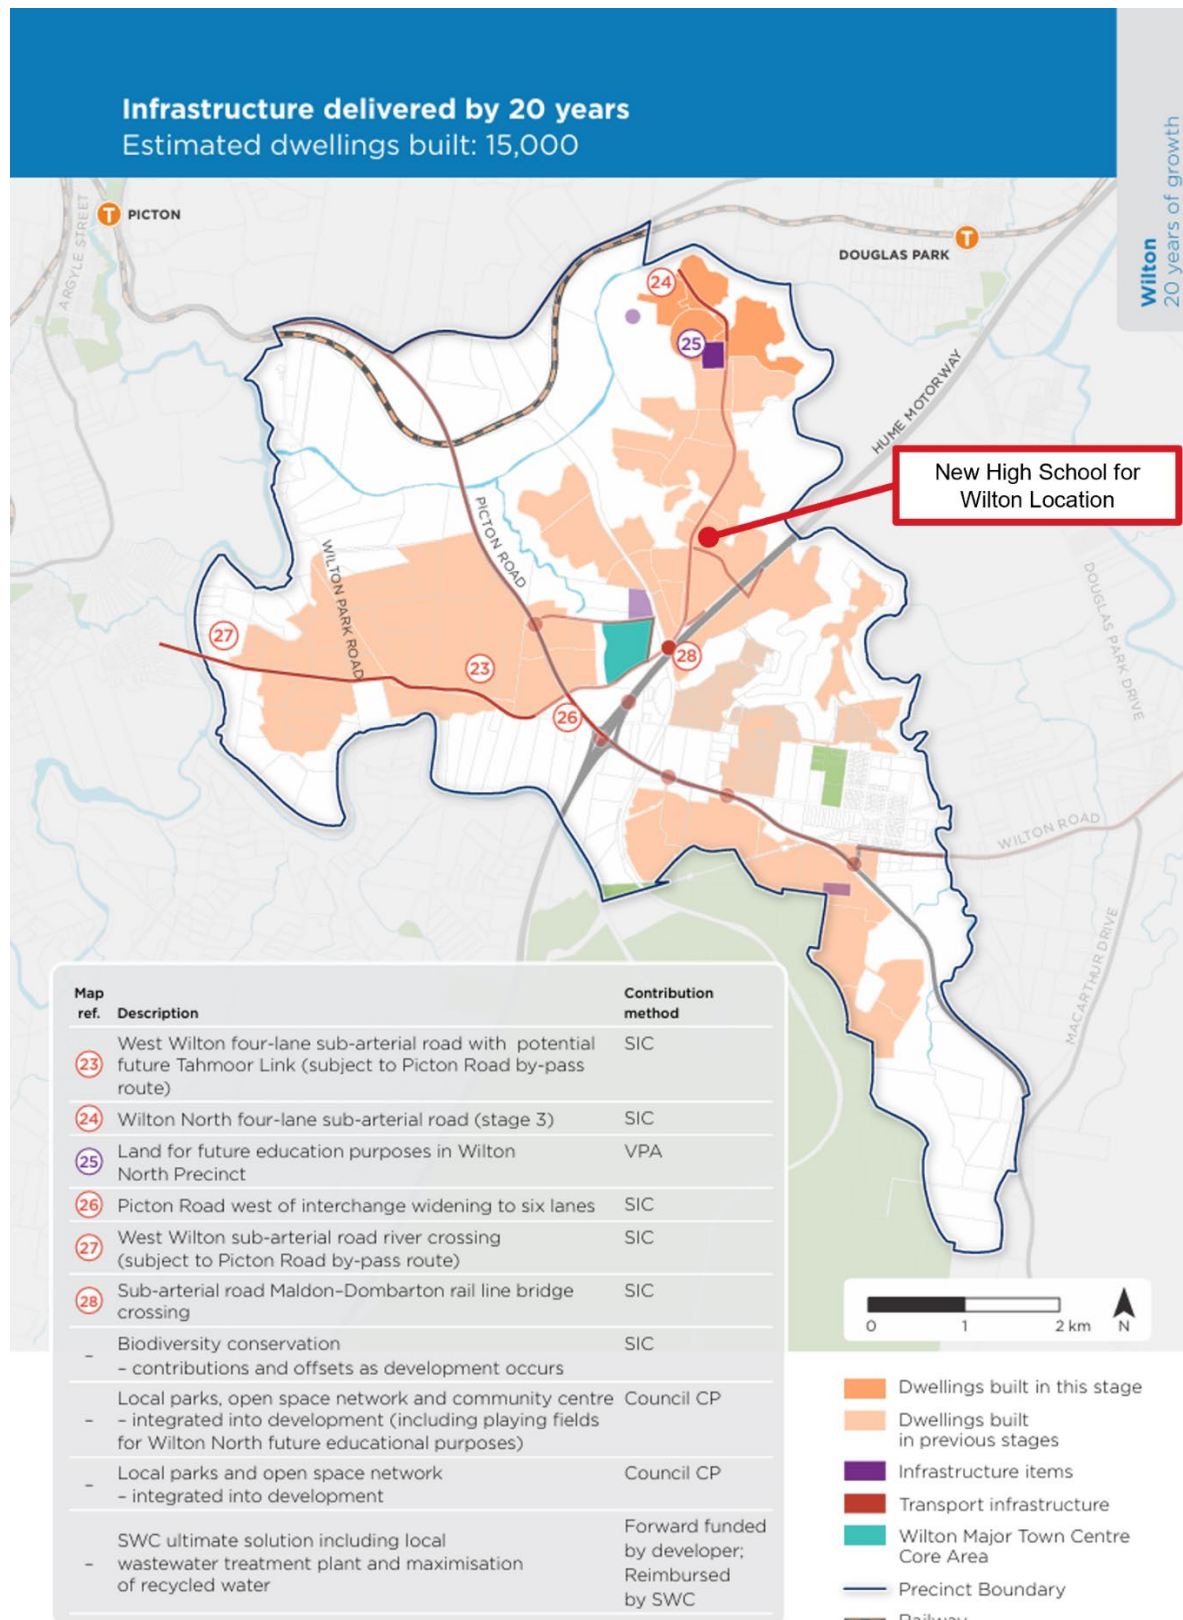 Infrastructure delivered by 20 years
Estimated dwellings built: 15,000
Wilton
20 years of growth
T PICTON
ARGYLE STREET
DOUGLAS PARK
T
24
25
HUME MOTORWAY
New High School for
Wilton Location
PICTON ROAD
WILTON PARK ROAD
DOUGLAS PARK DRIVE
27
23
28
26
WILTON ROAD
MACARTHUR DRIVE
Map ref. Description Contribution method
23 West Wilton four-lane sub-arterial road with potential SIC
future Tahmoor Link (subject to Picton Road by-pass
route)
24 Wilton North four-lane sub-arterial road (stage 3) SIC
25 Land for future education purposes in Wilton VPA
North Precinct
26 Picton Road west of interchange widening to six lanes SIC
27 West Wilton sub-arterial road river crossing SIC
(subject to Picton Road by-pass route)
28 Sub-arterial road Maldon–Dombarton rail line bridge SIC
crossing
– Biodiversity conservation SIC
– contributions and offsets as development occurs
– Local parks, open space network and community centre Council CP
– integrated into development (including playing fields
for Wilton North future educational purposes)
– Local parks and open space network Council CP
– integrated into development
– SWC ultimate solution including local
wastewater treatment plant and maximisation
of recycled water
Forward funded
by developer;
Reimbursed
by SWC
0 1 2 km N
Dwellings built in this stage
Dwellings built
in previous stages
Infrastructure items
Transport infrastructure
Wilton Major Town Centre
Core Area
Precinct Boundary
Railway